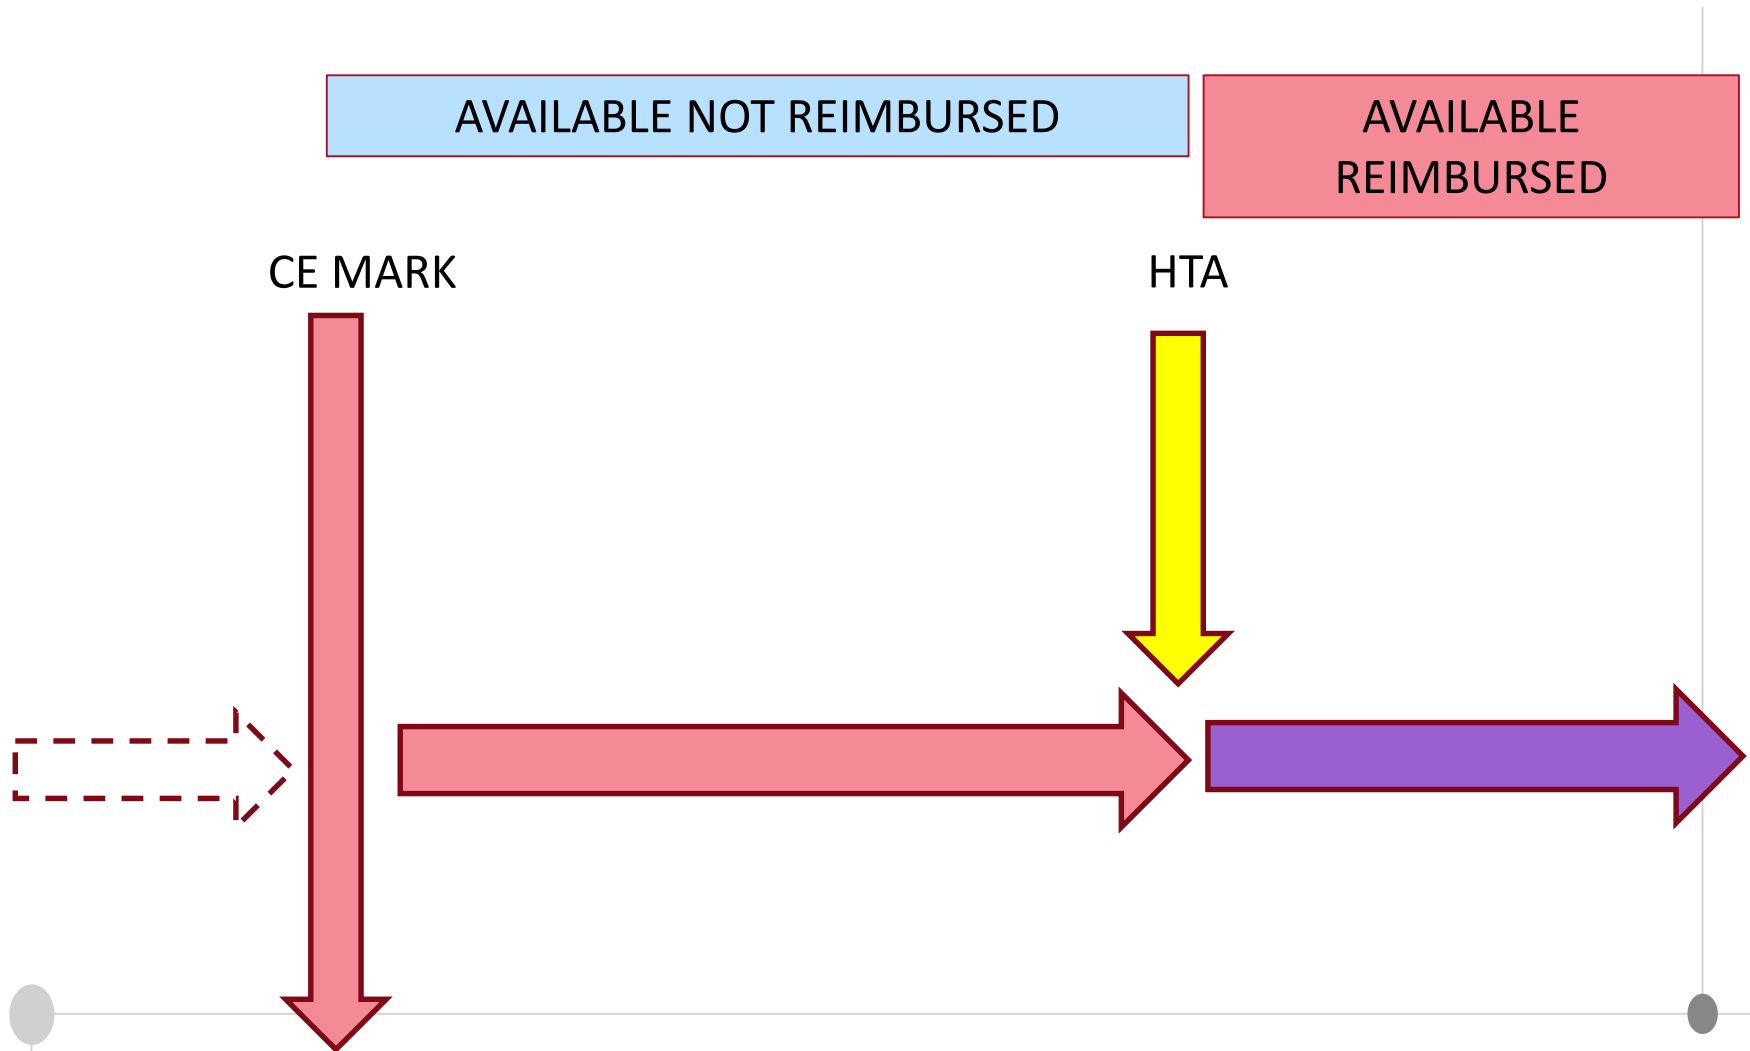 AVAILABLE NOT REIMBURSED
AVAILABLE
REIMBURSED
CE MARK
HTA